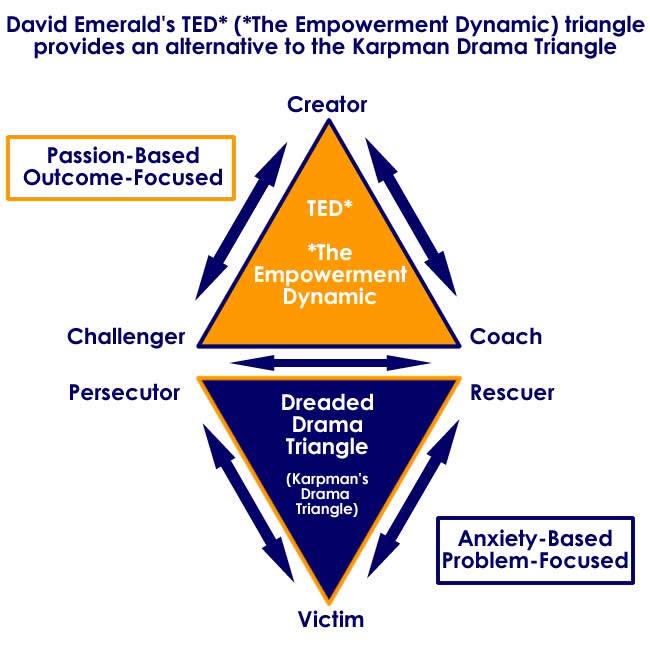 David Emerald's TED* (*The Empowerment Dynamic) triangle
provides an alternative to the Karpman Drama Triangle
Creator
Passion-Based
Outcome-Focused
TED*
*The
Empowerment
Dynamic
Challenger
Coach
Persecutor
Rescuer
Dreaded
Drama
Triangle
(Karpman's
Drama
Triangle)
Anxiety-Based
Problem-Focused
Victim